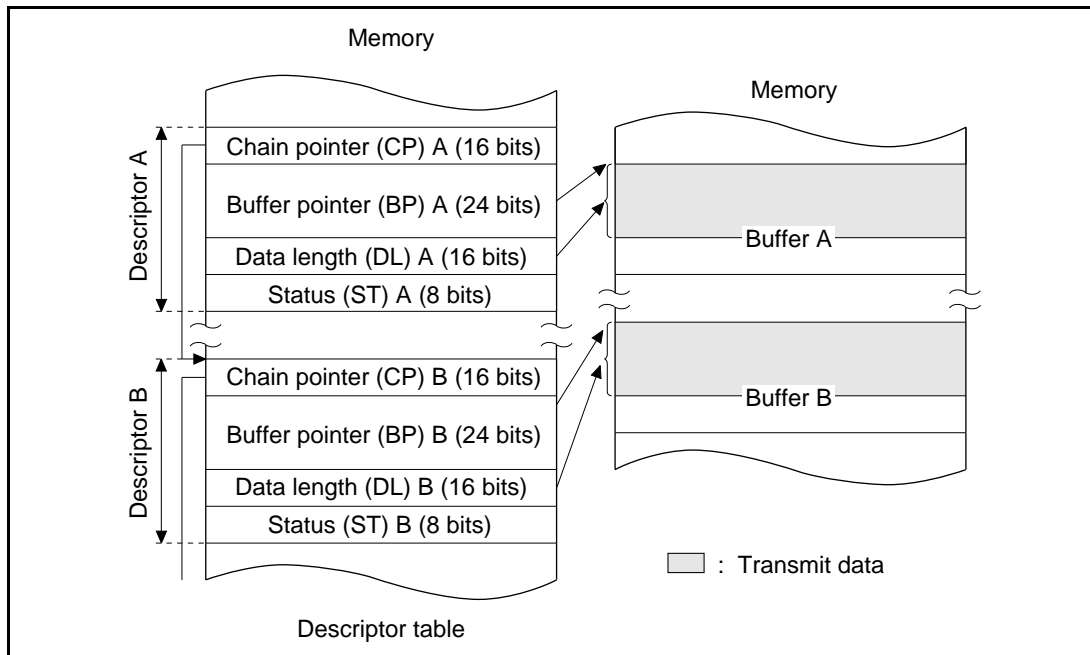 Memory
Descriptor A
Chain pointer (CP) A (16 bits)
Buffer pointer (BP) A (24 bits)
Data length (DL) A (16 bits)
Status (ST) A (8 bits)
Descriptor B
Chain pointer (CP) B (16 bits)
Buffer pointer (BP) B (24 bits)
Data length (DL) B (16 bits)
Status (ST) B (8 bits)
Descriptor table
Memory
Buffer A
Buffer B
: Transmit data